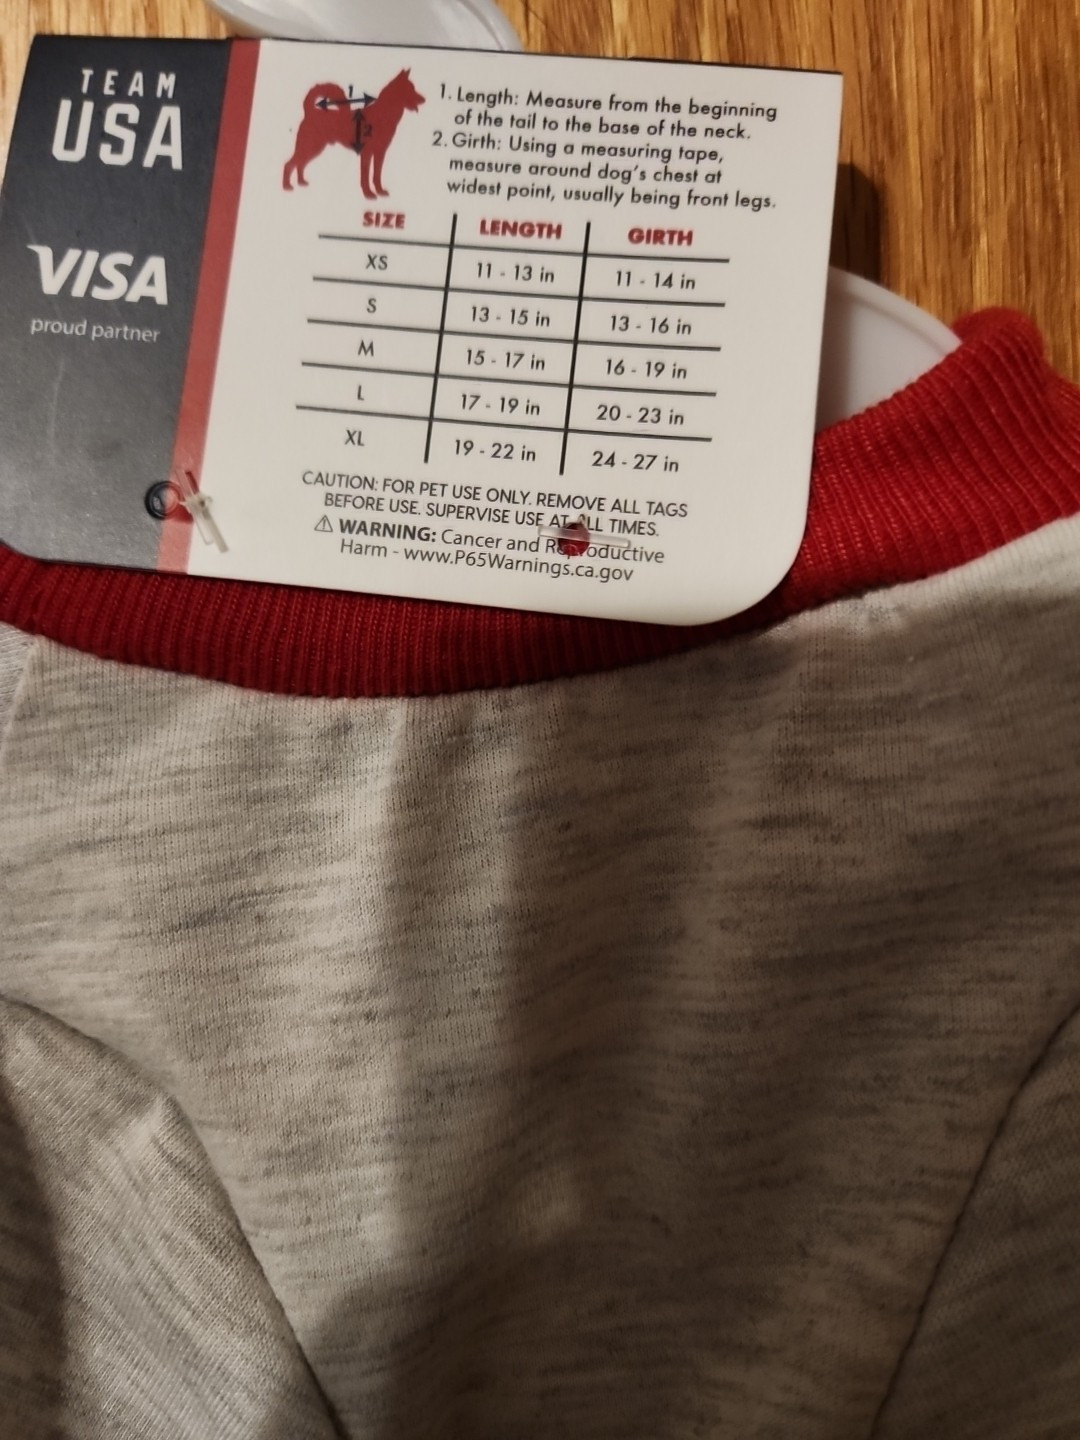 TEAM
USA
VISA
proud partner
1
2
1. Length: Measure from the beginning
of the tail to the base of the neck.
2. Girth: Using a measuring tape,
measure around dog's chest at
widest point, usually being front legs.
SIZE LENGTH GIRTH
XS 11 - 13 in 11 - 14 in
S 13 - 15 in 13 - 16 in
M 15 - 17 in 16 - 19 in
L 17 - 19 in 20 - 23 in
XL 19 - 22 in 24 - 27 in
CAUTION: FOR PET USE ONLY. REMOVE ALL TAGS
BEFORE USE. SUPERVISE USE AT ALL TIMES.
⚠ WARNING: Cancer and Reproductive
Harm - www.P65Warnings.ca.gov